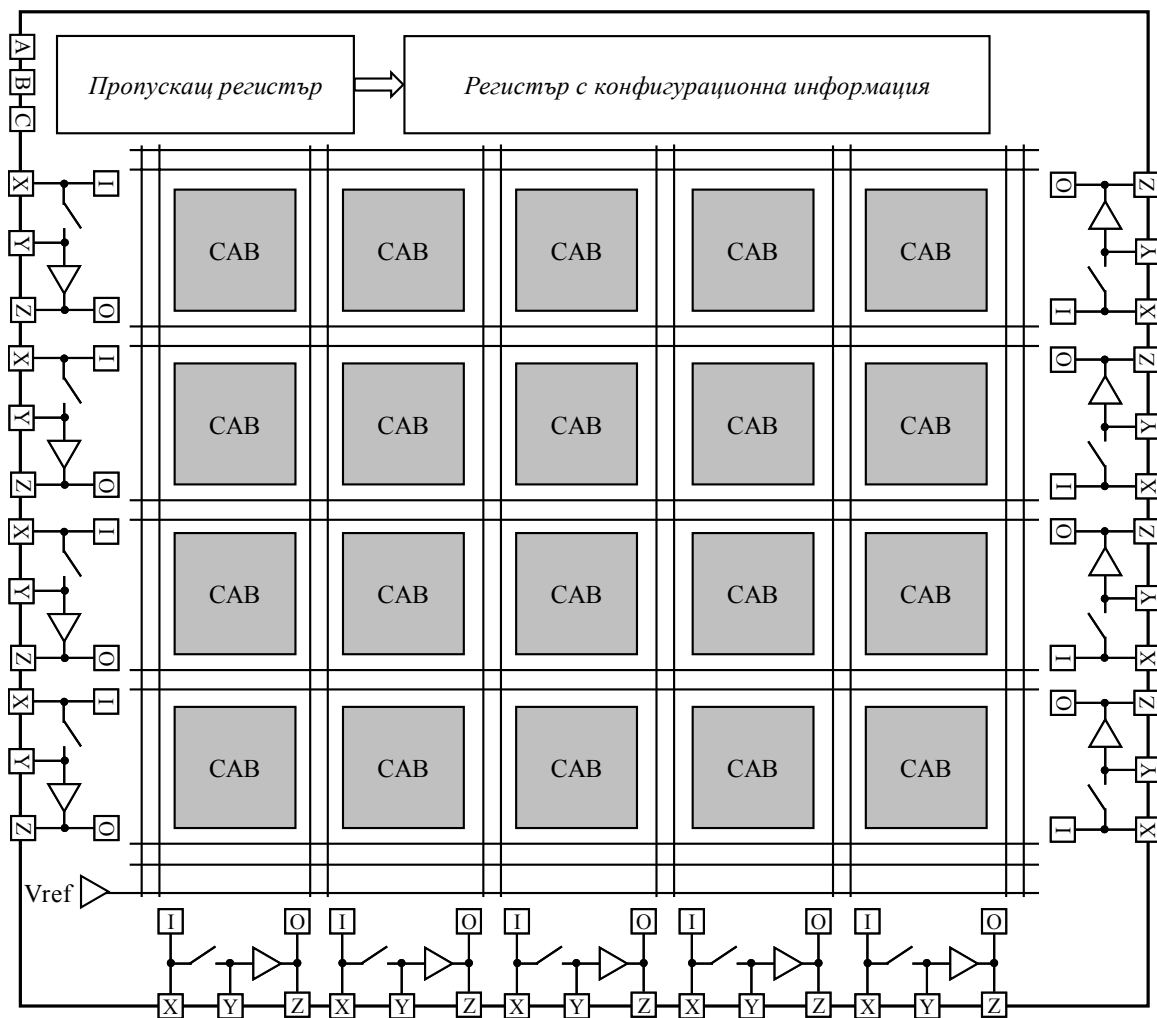 A
Пропускащ регистър Регистър с конфигурационна информация
B
C
X I O Z
Y CAB CAB CAB CAB CAB Y
Z O I X
X I O Z
Y CAB CAB CAB CAB CAB Y
Z O I X
X I O Z
Y CAB CAB CAB CAB CAB Y
Z O I X
X I O Z
Y CAB CAB CAB CAB CAB Y
Z O I X
Vref
I O I O I O I O I O
X Y Z X Y Z X Y Z X Y Z X Y Z